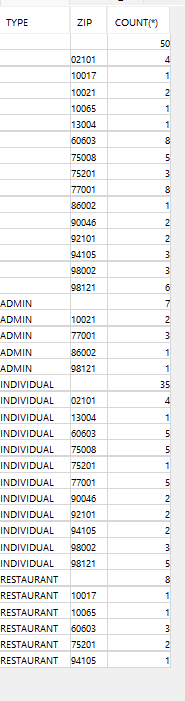 TYPE ZIP COUNT(*)
50
02101 4
10017 1
10021 2
10065 1
13004 1
60603 8
75008 5
75201 3
77001 8
86002 1
90046 2
92101 2
94105 3
98002 3
98121 6
ADMIN 7
ADMIN 10021 2
ADMIN 77001 3
ADMIN 86002 1
ADMIN 98121 1
INDIVIDUAL 35
INDIVIDUAL 02101 4
INDIVIDUAL 13004 1
INDIVIDUAL 60603 5
INDIVIDUAL 75008 5
INDIVIDUAL 75201 1
INDIVIDUAL 77001 5
INDIVIDUAL 90046 2
INDIVIDUAL 92101 2
INDIVIDUAL 94105 2
INDIVIDUAL 98002 3
INDIVIDUAL 98121 5
RESTAURANT 8
RESTAURANT 10017 1
RESTAURANT 10065 1
RESTAURANT 60603 3
RESTAURANT 75201 2
RESTAURANT 94105 1